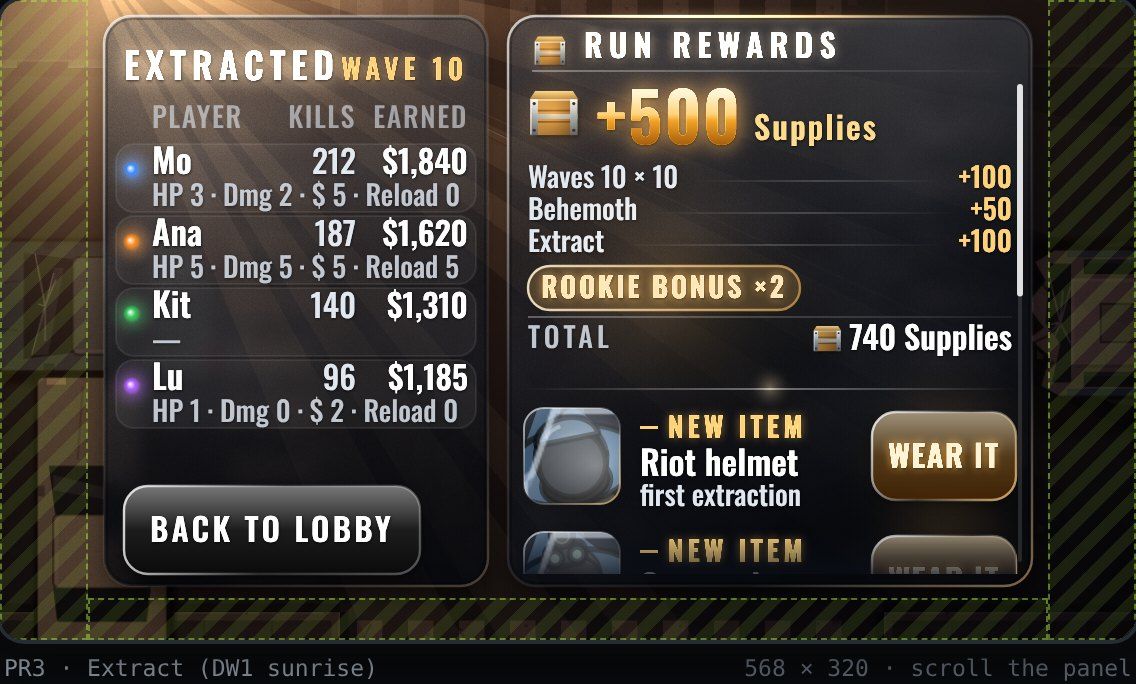 EXTRACTED WAVE 10
PLAYER KILLS EARNED
Mo 212 $1,840
HP 3 · Dmg 2 · $ 5 · Reload 0
Ana 187 $1,620
HP 5 · Dmg 5 · $ 5 · Reload 5
Kit 140 $1,310
—
Lu 96 $1,185
HP 1 · Dmg 0 · $ 2 · Reload 0
BACK TO LOBBY
RUN REWARDS
+500 Supplies
Waves 10 × 10 +100
Behemoth +50
Extract +100
ROOKIE BONUS ×2
TOTAL 740 Supplies
— NEW ITEM
Riot helmet
first extraction
WEAR IT
— NEW ITEM
WEAR IT
PR3 · Extract (DW1 sunrise)
568 × 320 · scroll the panel